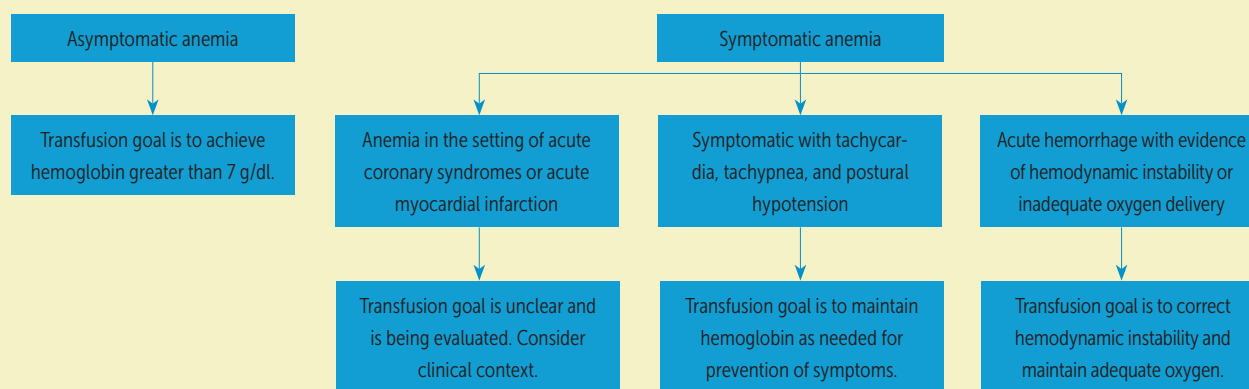 Asymptomatic anemia
Transfusion goal is to achieve
hemoglobin greater than 7 g/dl.
Symptomatic anemia
Anemia in the setting of acute
coronary syndromes or acute
myocardial infarction
Transfusion goal is unclear and
is being evaluated. Consider
clinical context.
Symptomatic with tachycar-
dia, tachypnea, and postural
hypotension
Transfusion goal is to maintain
hemoglobin as needed for
prevention of symptoms.
Acute hemorrhage with evidence
of hemodynamic instability or
inadequate oxygen delivery
Transfusion goal is to correct
hemodynamic instability and
maintain adequate oxygen.